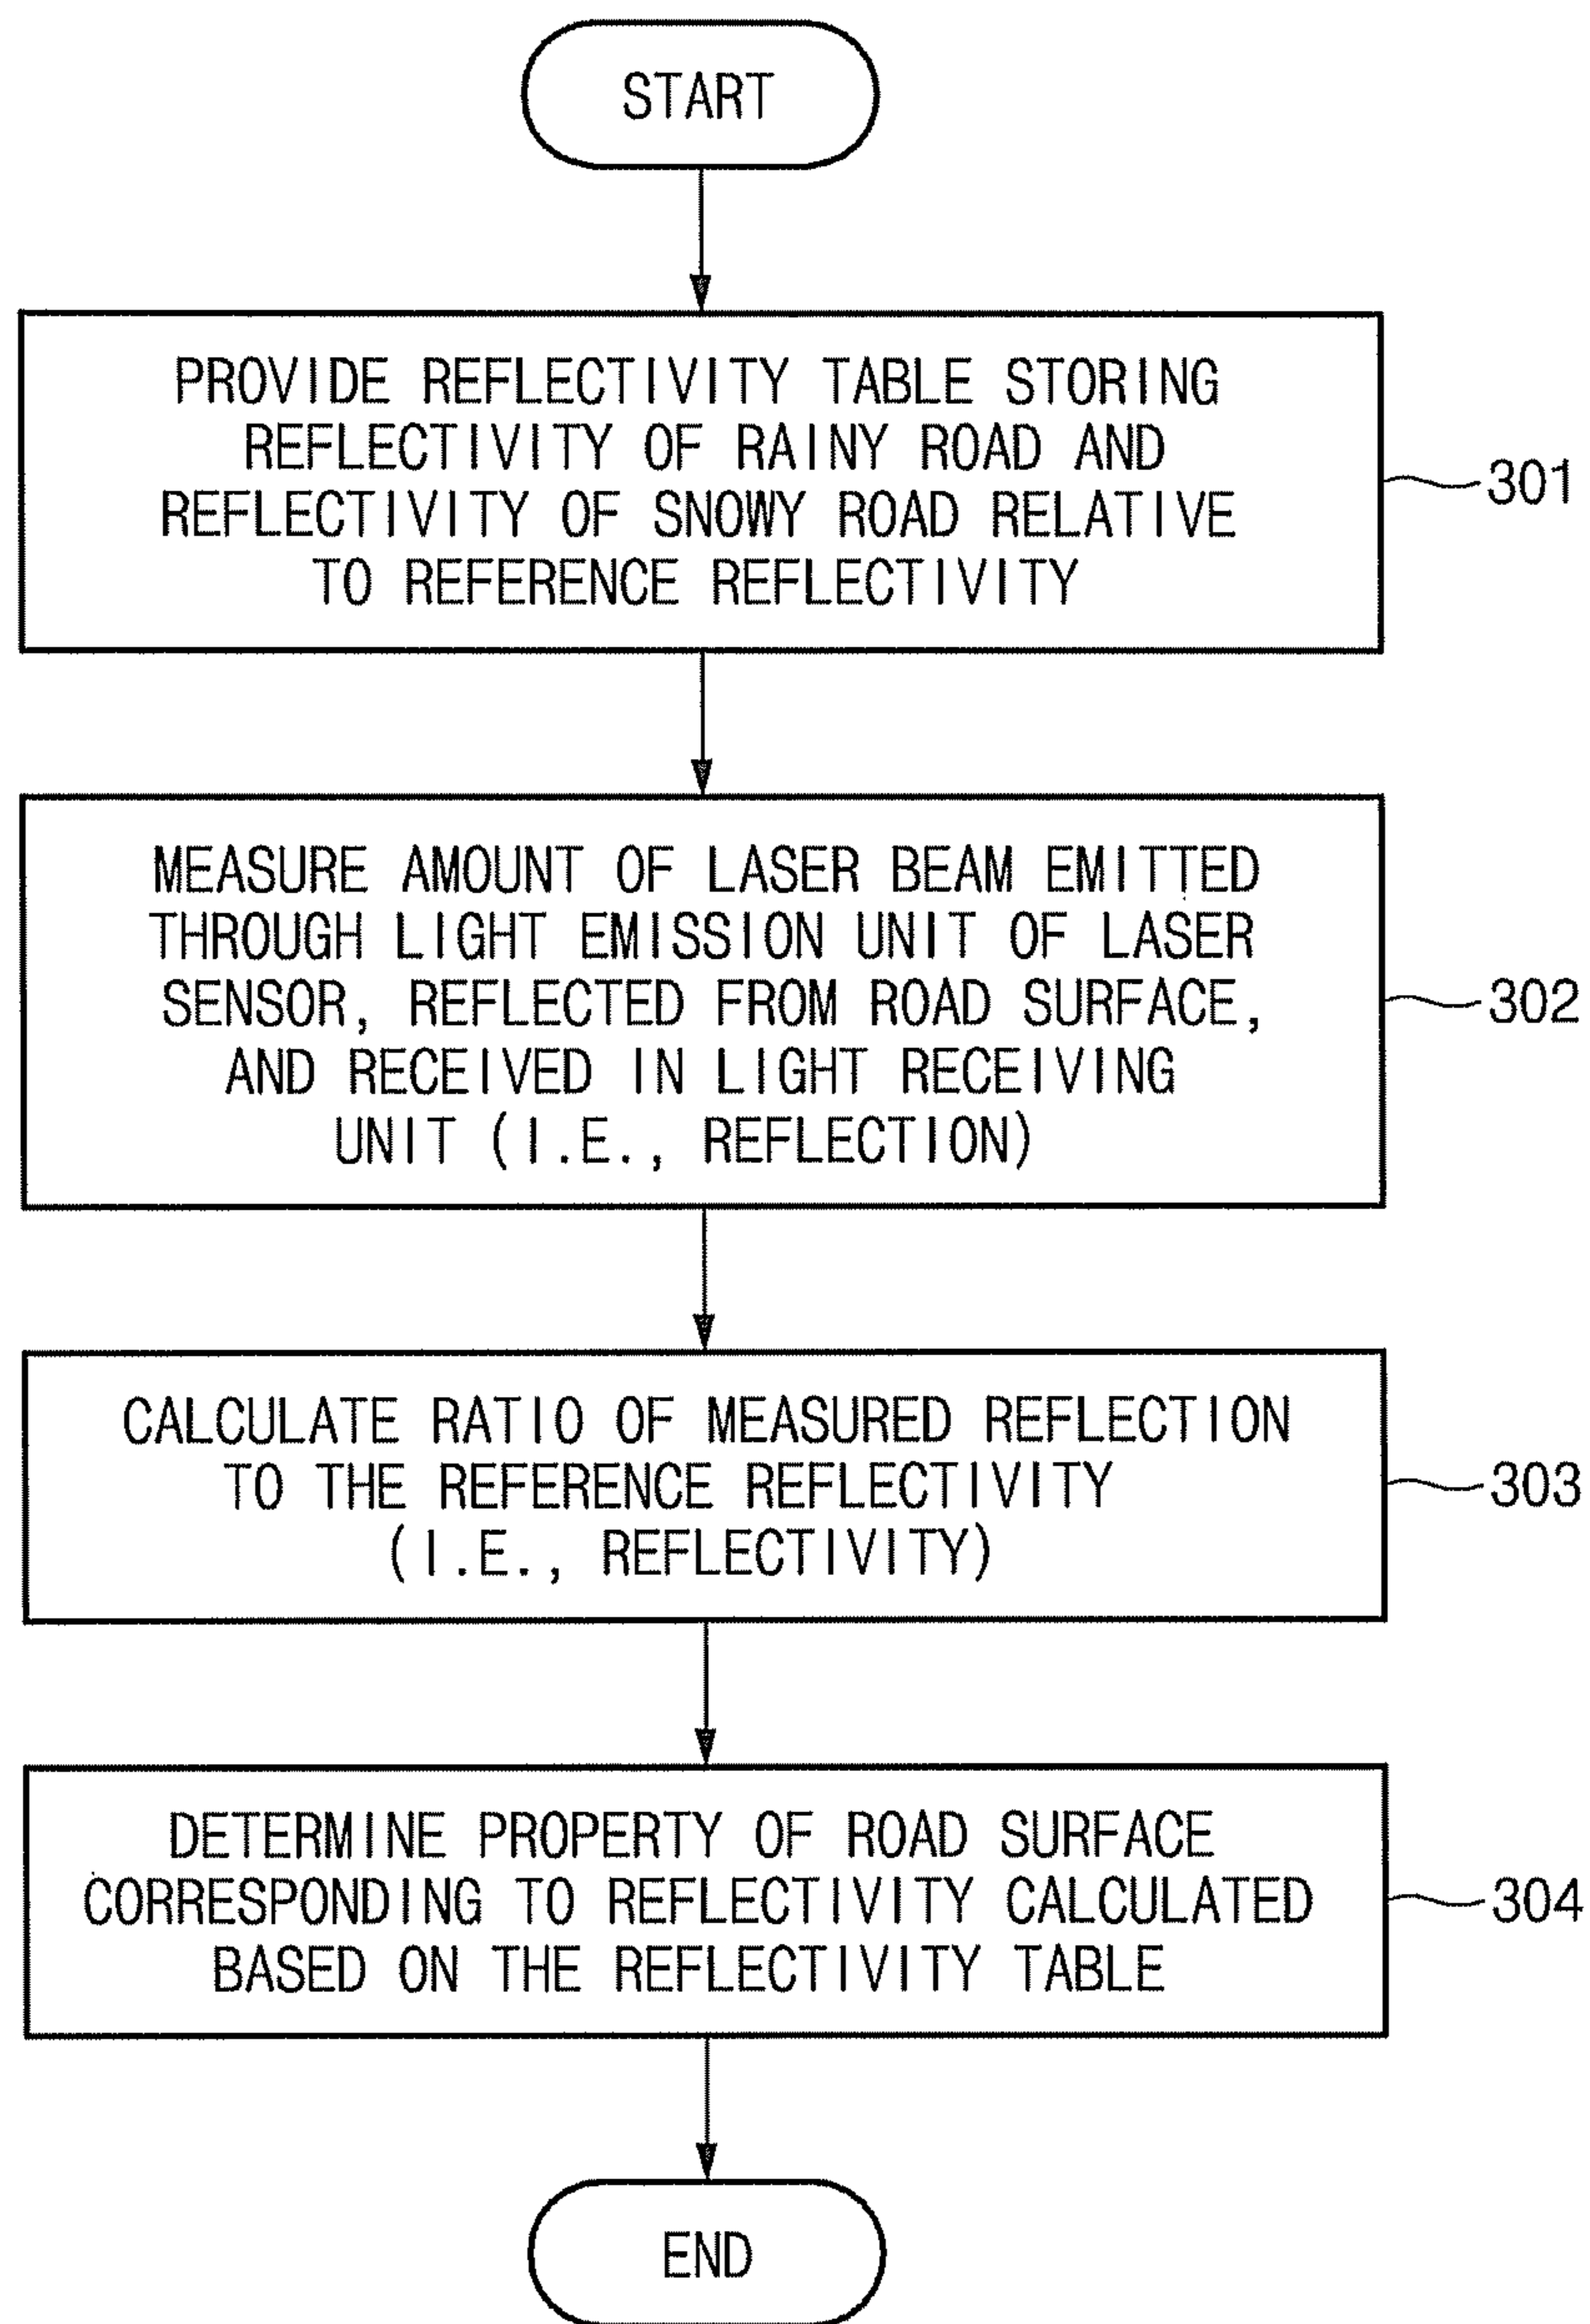 START
PROVIDE REFLECTIVITY TABLE STORING
REFLECTIVITY OF RAINY ROAD AND
REFLECTIVITY OF SNOWY ROAD RELATIVE
TO REFERENCE REFLECTIVITY
301
MEASURE AMOUNT OF LASER BEAM EMITTED
THROUGH LIGHT EMISSION UNIT OF LASER
SENSOR, REFLECTED FROM ROAD SURFACE,
AND RECEIVED IN LIGHT RECEIVING
UNIT (I.E., REFLECTION)
302
CALCULATE RATIO OF MEASURED REFLECTION
TO THE REFERENCE REFLECTIVITY
(I.E., REFLECTIVITY)
303
DETERMINE PROPERTY OF ROAD SURFACE
CORRESPONDING TO REFLECTIVITY CALCULATED
BASED ON THE REFLECTIVITY TABLE
304
END